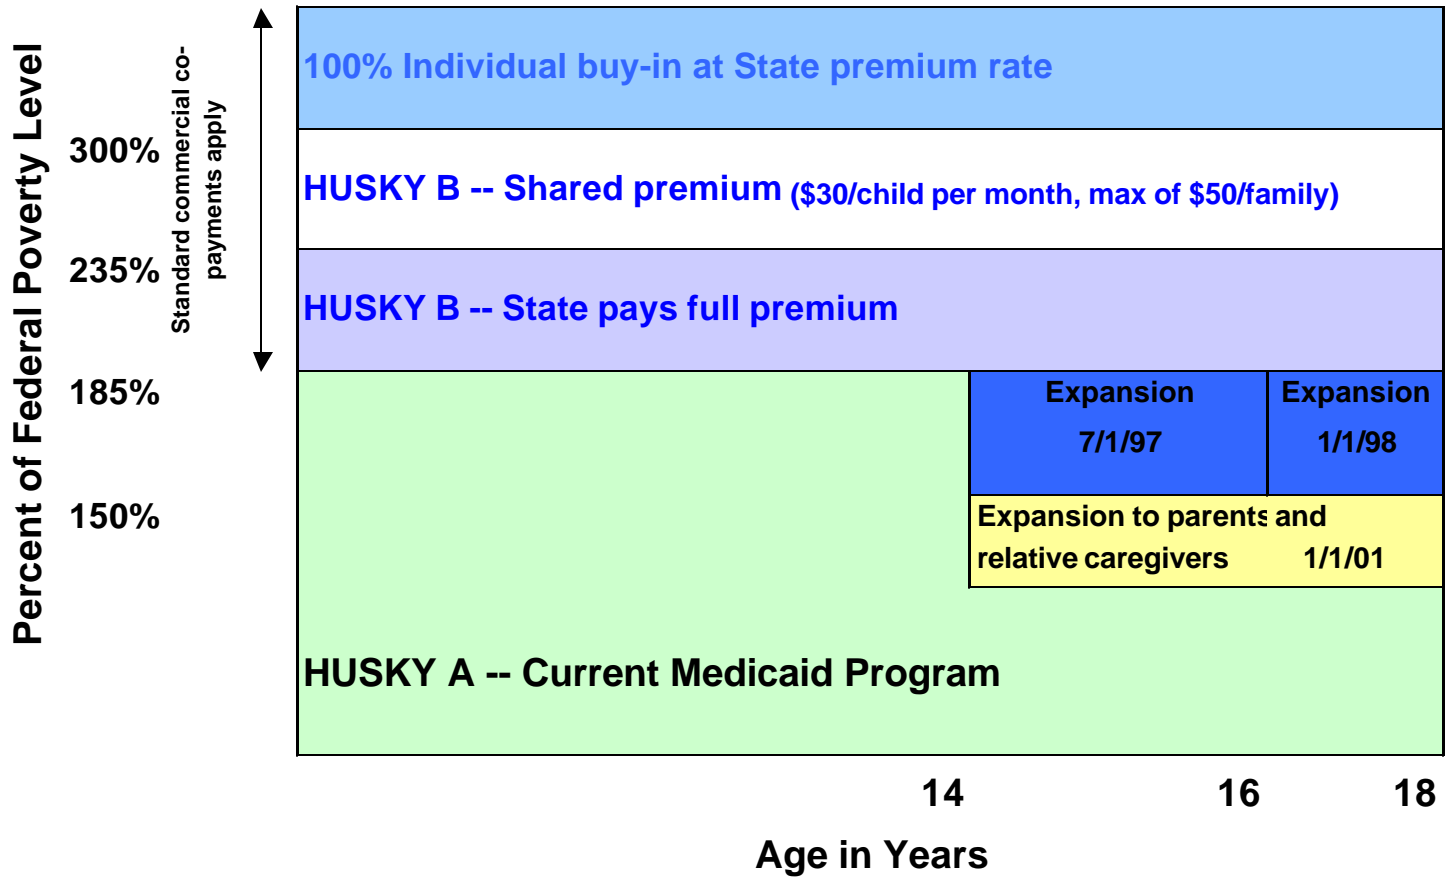 Percent of Federal Poverty Level
300%
235%
185%
150%
Standard commercial co-
payments apply
100% Individual buy-in at State premium rate
HUSKY B -- Shared premium ($30/child per month, max of $50/family)
HUSKY B -- State pays full premium
Expansion
7/1/97
Expansion
1/1/98
Expansion to parents and
relative caregivers 1/1/01
HUSKY A -- Current Medicaid Program
14 16 18
Age in Years